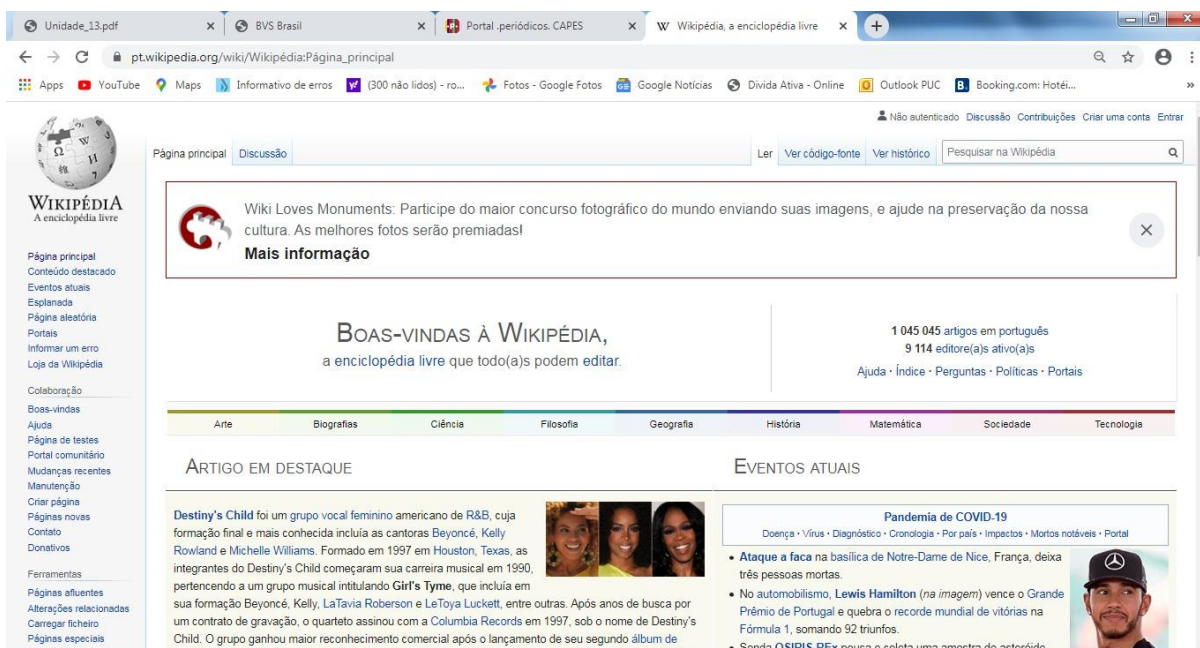 Unidade_13.pdf
BVS Brasil
Portal .periódicos. CAPES
Wikipédia, a enciclopédia livre
pt.wikipedia.org/wiki/Wikipédia:Página_principal
Apps YouTube Maps Informativo de erros (300 não lidos) - ro... Fotos - Google Fotos Google Notícias Divida Ativa - Online Outlook PUC Booking.com: Hotéi... »
Não autenticado Discussão Contribuições Criar uma conta Entrar
Página principal Discussão
Ler Ver código-fonte Ver histórico Pesquisar na Wikipédia
WIKIPÉDIA
A enciclopédia livre
Página principal
Conteúdo destacado
Eventos atuais
Esplanada
Página aleatória
Portais
Informar um erro
Loja da Wikipédia
Colaboração
Boas-vindas
Ajuda
Página de testes
Portal comunitário
Mudanças recentes
Manutenção
Criar página
Páginas novas
Contato
Donativos
Ferramentas
Páginas afluentes
Alterações relacionadas
Carregar ficheiro
Páginas especiais
Wiki Loves Monuments: Participe do maior concurso fotográfico do mundo enviando suas imagens, e ajude na preservação da nossa
cultura. As melhores fotos serão premiadas!
Mais informação
BOAS-VINDAS À WIKIPÉDIA,
a enciclopédia livre que todo(a)s podem editar.
1 045 045 artigos em português
9 114 editore(a)s ativo(a)s
Ajuda · Índice · Perguntas · Políticas · Portais
Arte Biografias Ciência Filosofia Geografia História Matemática Sociedade Tecnologia
ARTIGO EM DESTAQUE
Destiny's Child foi um grupo vocal feminino americano de R&B, cuja
formação final e mais conhecida incluía as cantoras Beyoncé, Kelly
Rowland e Michelle Williams. Formado em 1997 em Houston, Texas, as
integrantes do Destiny's Child começaram sua carreira musical em 1990,
pertencendo a um grupo musical intitulando Girl's Tyme, que incluía em
sua formação Beyoncé, Kelly, LaTavia Roberson e LeToya Luckett, entre outras. Após anos de busca por
um contrato de gravação, o quarteto assinou com a Columbia Records em 1997, sob o nome de Destiny's
Child. O grupo ganhou maior reconhecimento comercial após o lançamento de seu segundo álbum de
EVENTOS ATUAIS
Pandemia de COVID-19
Doença · Vírus · Diagnóstico · Cronologia · Por país · Impactos · Mortos notáveis · Portal
• Ataque a faca na basílica de Notre-Dame de Nice, França, deixa
três pessoas mortas.
• No automobilismo, Lewis Hamilton (na imagem) vence o Grande
Prêmio de Portugal e quebra o recorde mundial de vitórias na
Fórmula 1, somando 92 triunfos.
• Sonda OSIRIS-REx pousa e coleta uma amostra do asteróide